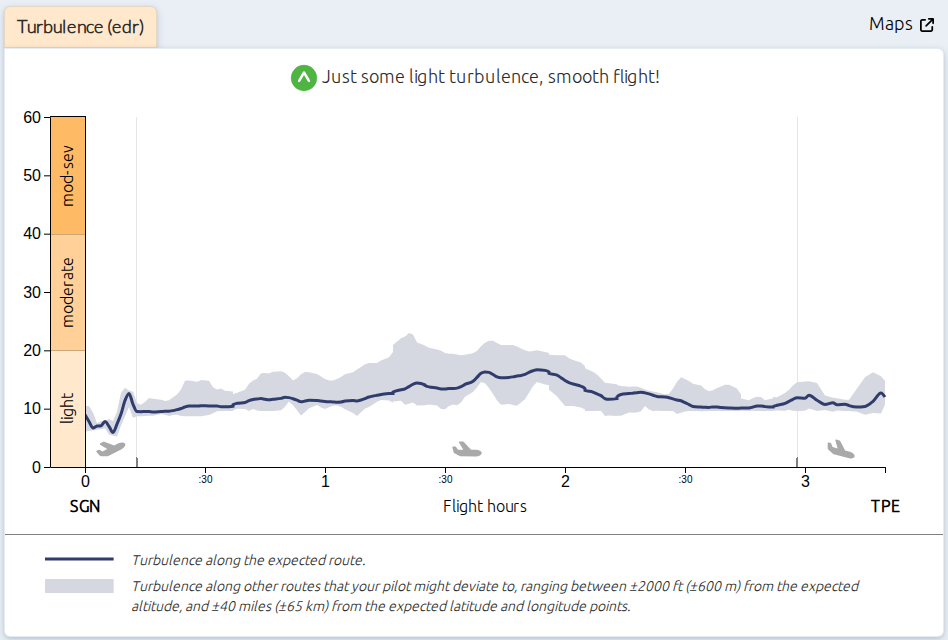 Turbulence (edr)
Maps
Just some light turbulence, smooth flight!
60
50
40
30
20
10
0
mod-sev
moderate
light
0
:30
1
:30
2
:30
3
SGN
Flight hours
TPE
Turbulence along the expected route.
Turbulence along other routes that your pilot might deviate to, ranging between ±2000 ft (±600 m) from the expected
altitude, and ±40 miles (±65 km) from the expected latitude and longitude points.